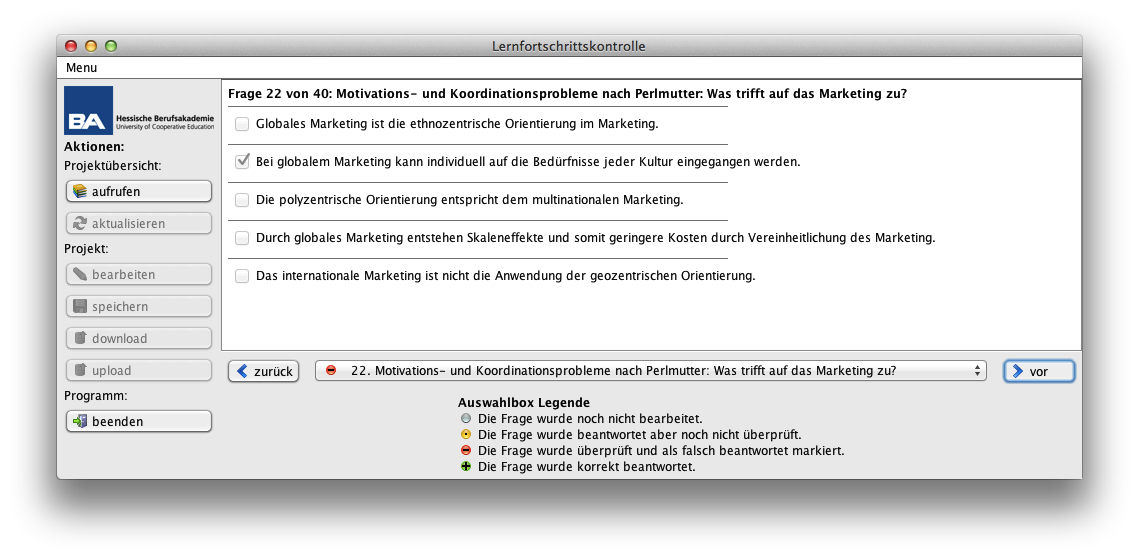 Lernfortschrittskontrolle
Menu
BA
Hessische Berufsakademie
University of Cooperative Education
Aktionen:
Projektübersicht:
aufrufen
aktualisieren
Projekt:
bearbeiten
speichern
download
upload
Programm:
beenden
Frage 22 von 40: Motivations- und Koordinationsprobleme nach Perlmutter: Was trifft auf das Marketing zu?
Globales Marketing ist die ethnozentrische Orientierung im Marketing.
Bei globalem Marketing kann individuell auf die Bedürfnisse jeder Kultur eingegangen werden.
Die polyzentrische Orientierung entspricht dem multinationalen Marketing.
Durch globales Marketing entstehen Skaleneffekte und somit geringere Kosten durch Vereinheitlichung des Marketing.
Das internationale Marketing ist nicht die Anwendung der geozentrischen Orientierung.
zurück
22. Motivations- und Koordinationsprobleme nach Perlmutter: Was trifft auf das Marketing zu?
vor
Auswahlbox Legende
Die Frage wurde noch nicht bearbeitet.
Die Frage wurde beantwortet aber noch nicht überprüft.
Die Frage wurde überprüft und als falsch beantwortet markiert.
Die Frage wurde korrekt beantwortet.